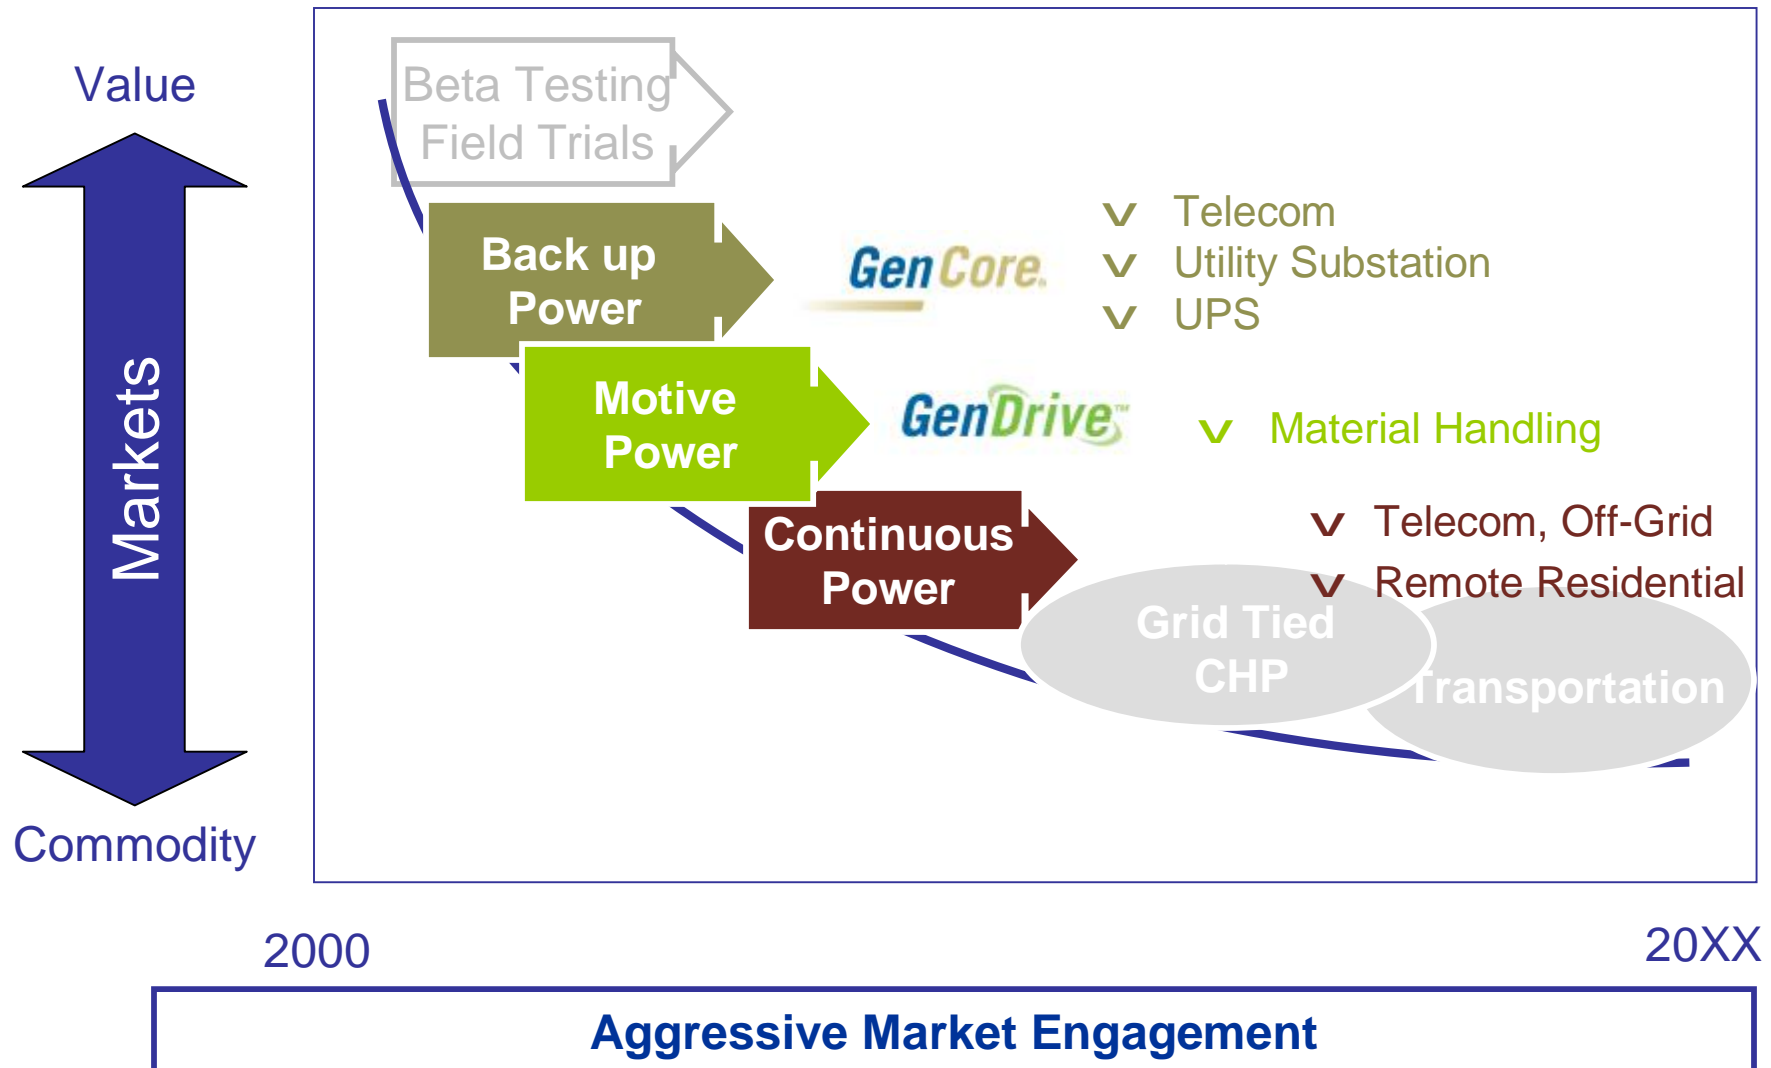 Value
Markets
Commodity
Beta Testing
Field Trials
Back up
Power
GenCore®
v Telecom
v Utility Substation
v UPS
Motive
Power
GenDrive™
v Material Handling
Continuous
Power
v Telecom, Off-Grid
v Remote Residential
Grid Tied
CHP
Transportation
2000
20XX
Aggressive Market Engagement